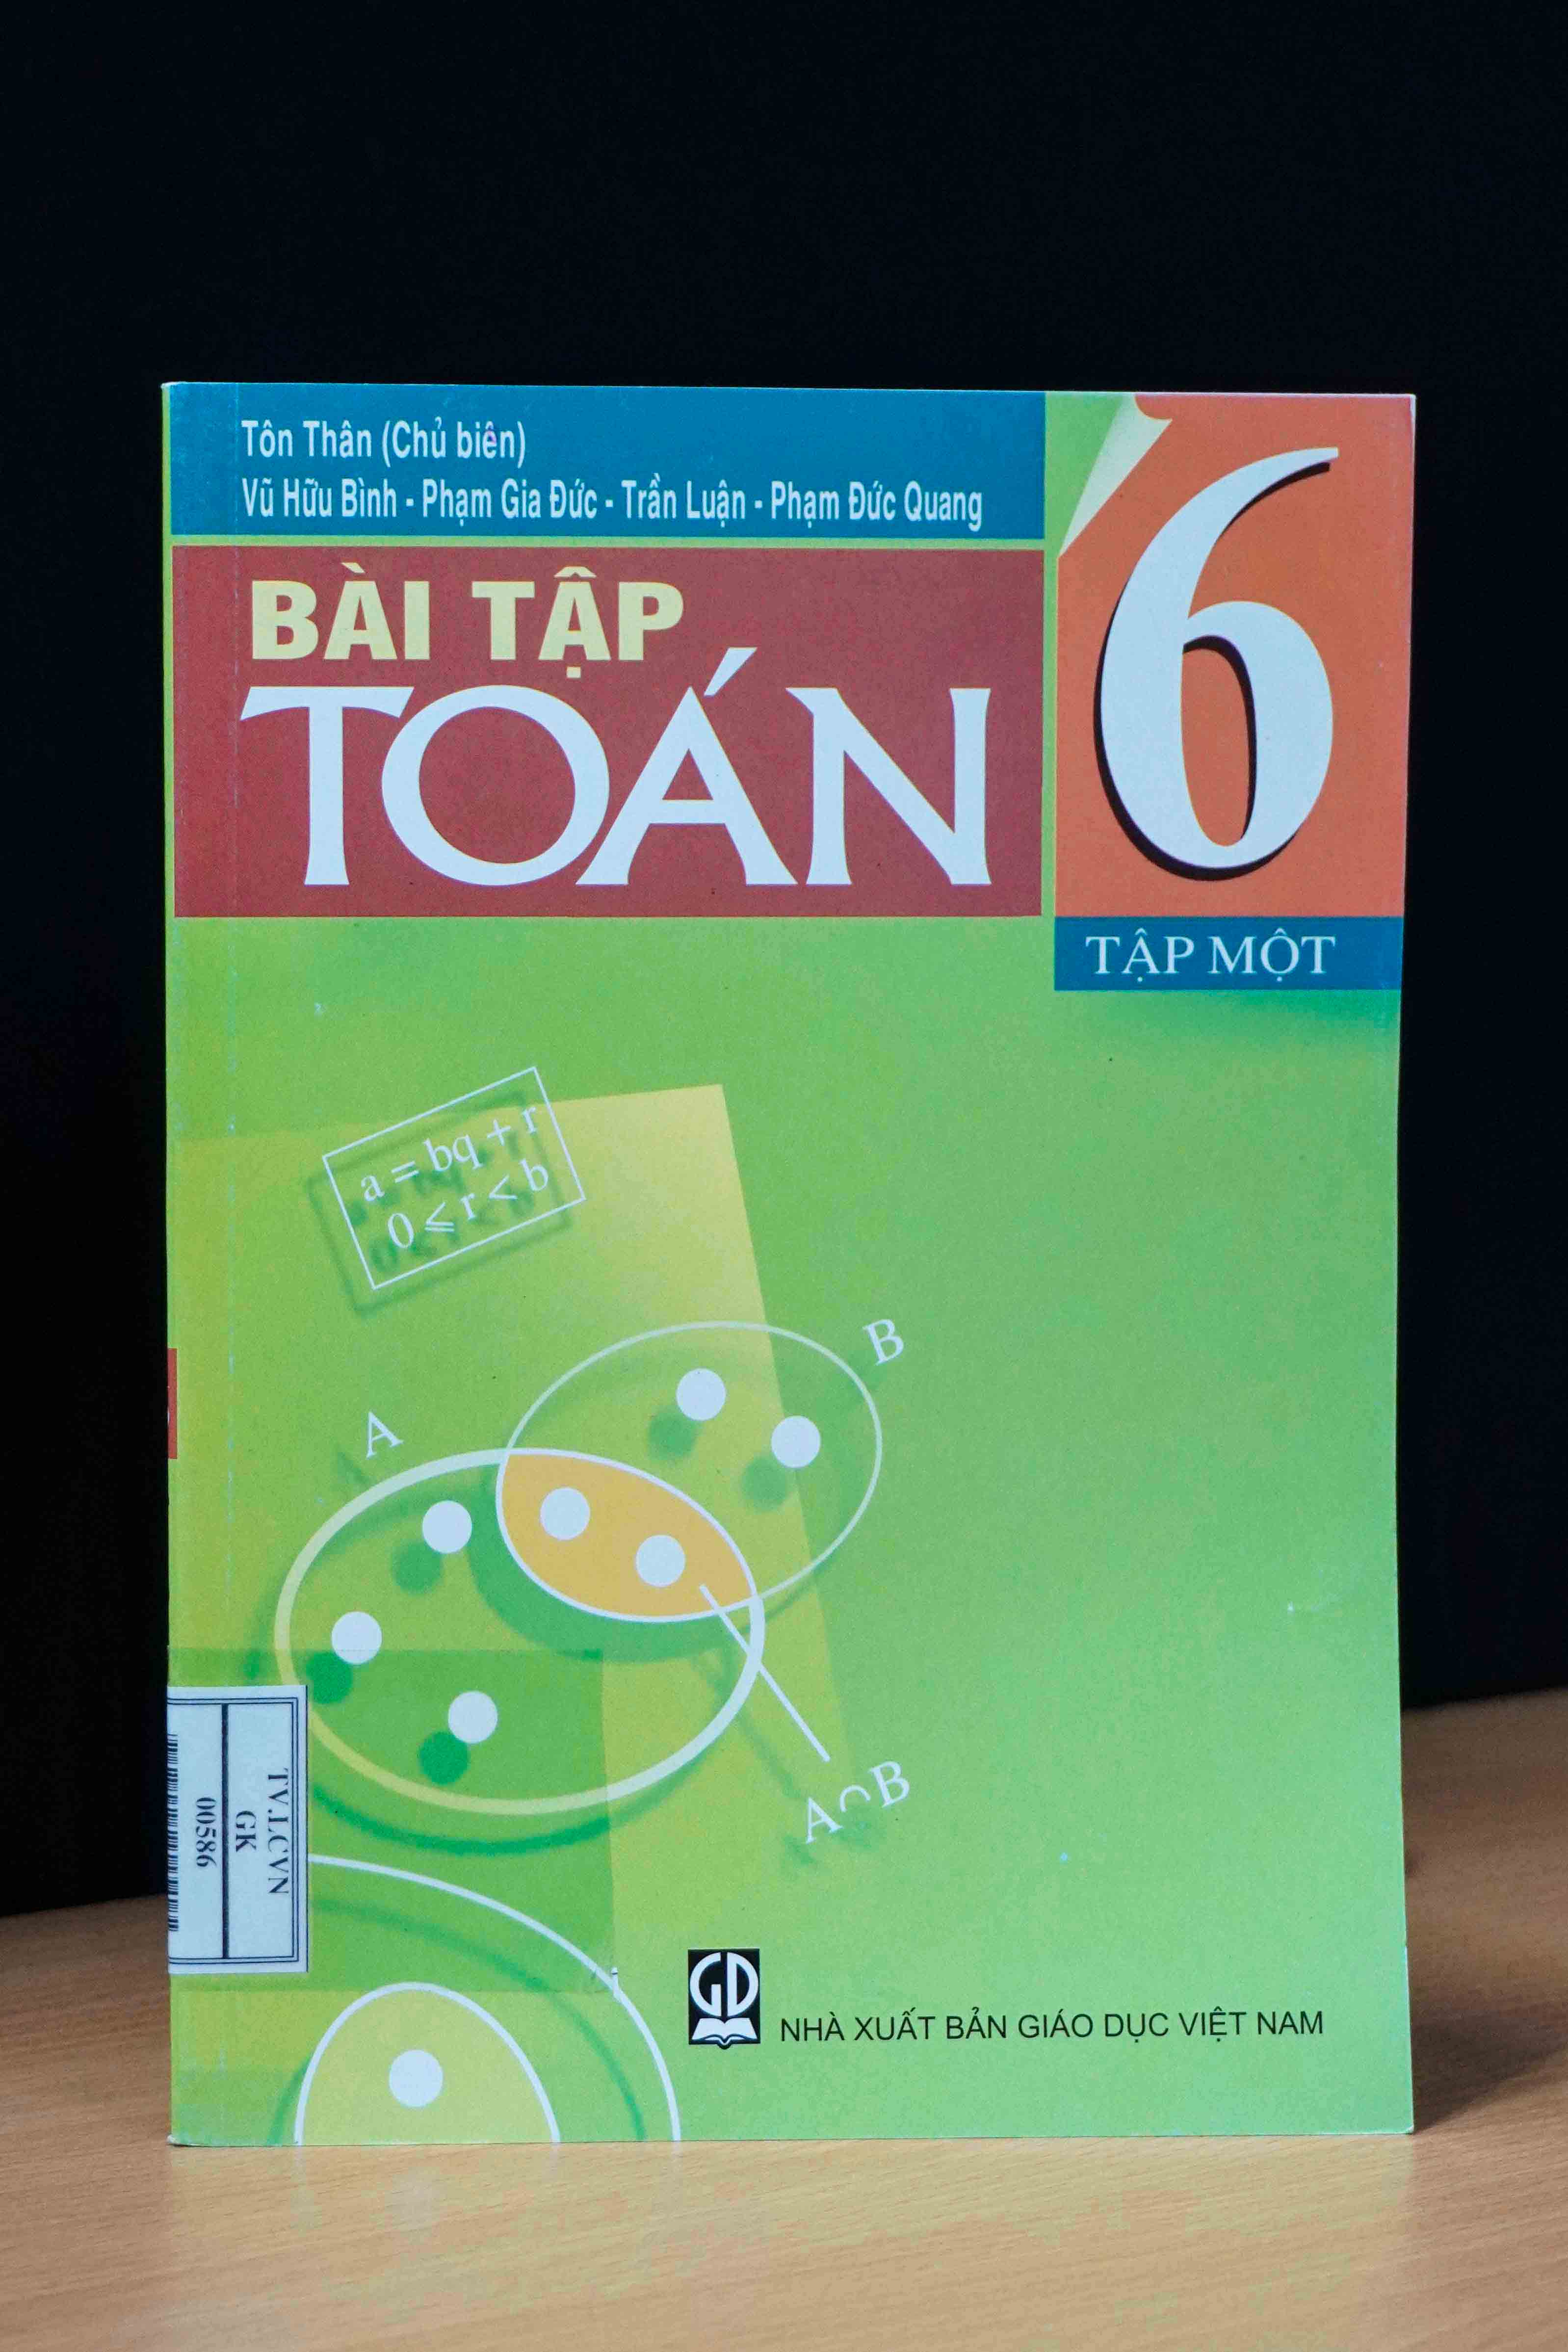 Tôn Thân (Chủ biên)
Vũ Hữu Bình - Phạm Gia Đức - Trần Luận - Phạm Đức Quang
BÀI TẬP
TOÁN
6
TẬP MỘT
a = bq + r
0 ⩽ r < b
B
A
A∩B
TV.LCVN
GK
00586
GD
NHÀ XUẤT BẢN GIÁO DỤC VIỆT NAM